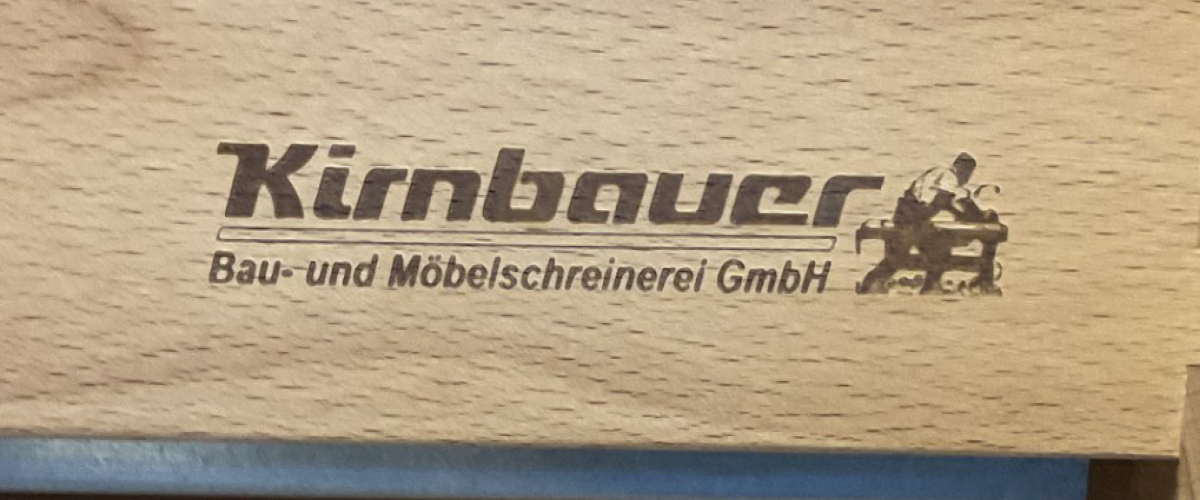 Kirnbauer
Bau- und Möbelschreinerei GmbH